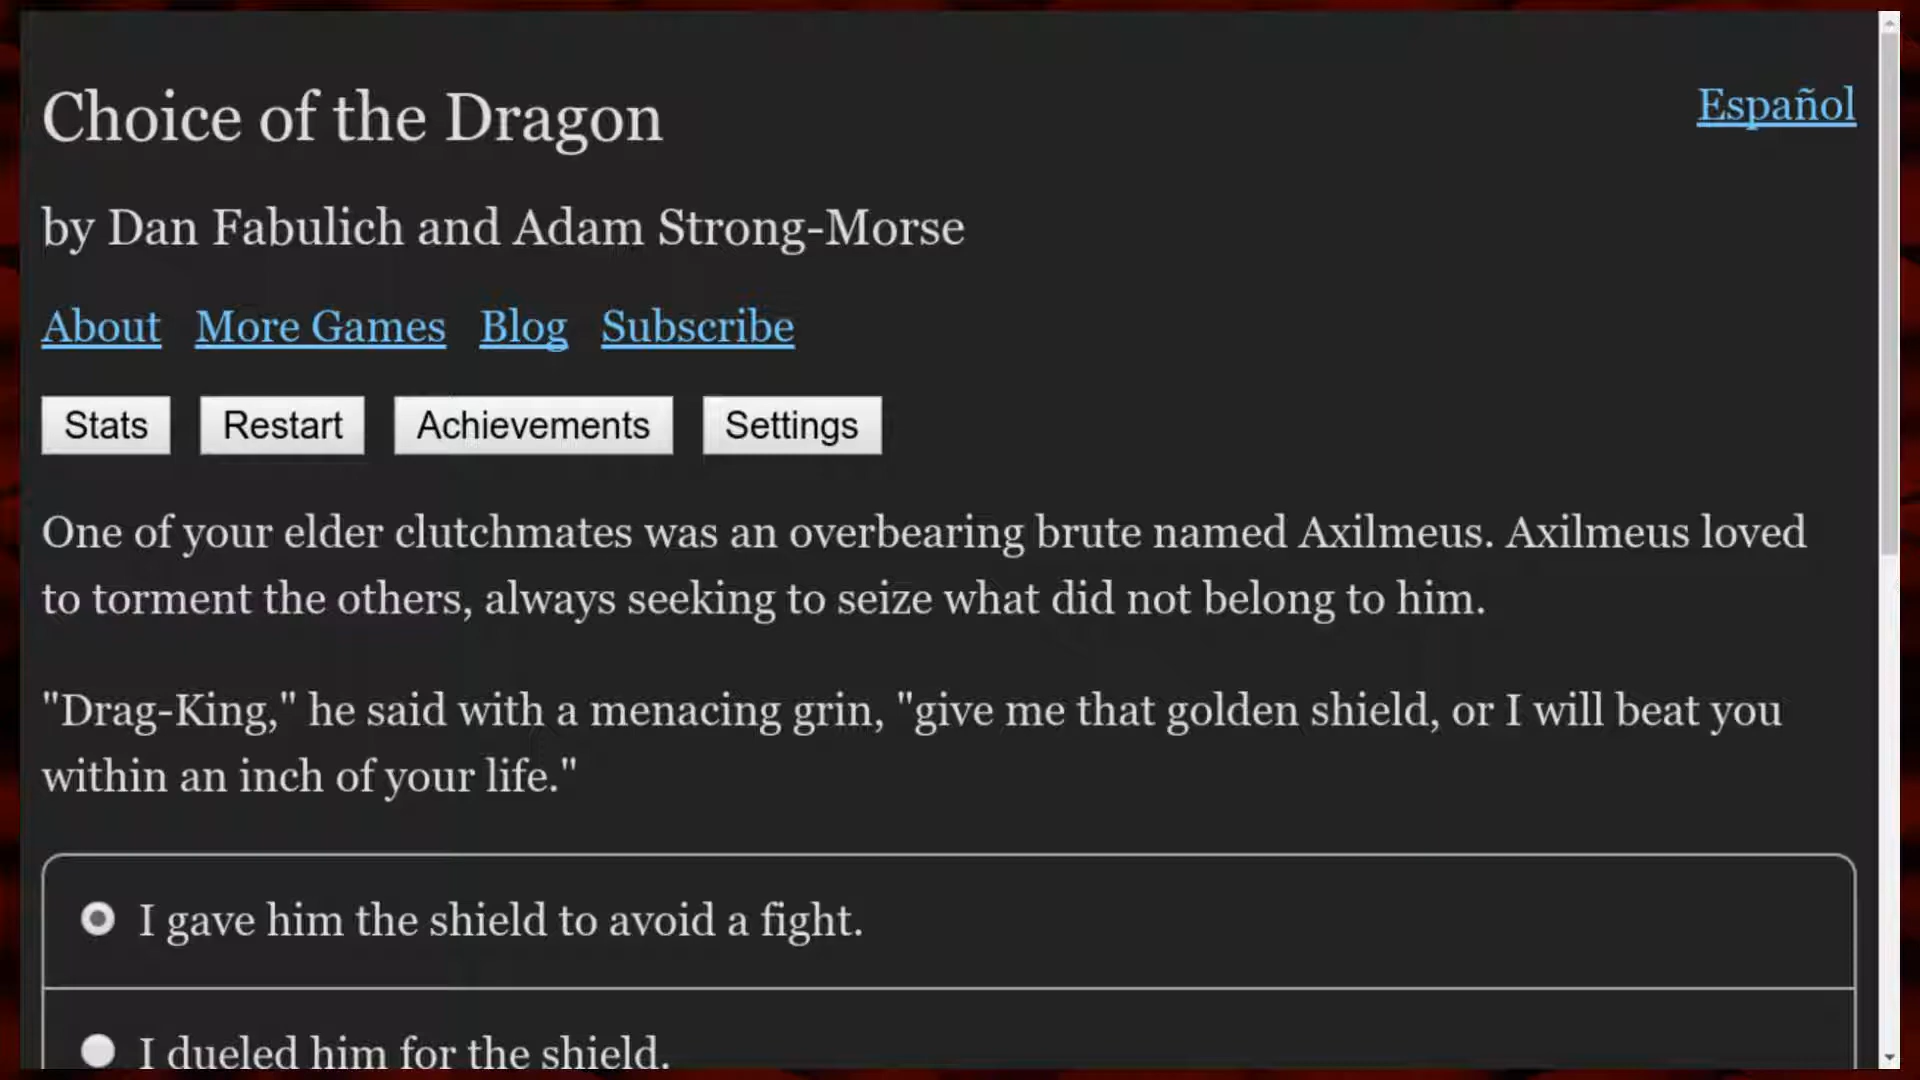 Choice of the Dragon
Español
by Dan Fabulich and Adam Strong-Morse
About More Games Blog Subscribe
Stats Restart Achievements Settings
One of your elder clutchmates was an overbearing brute named Axilmeus. Axilmeus loved
to torment the others, always seeking to seize what did not belong to him.
"Drag-King," he said with a menacing grin, "give me that golden shield, or I will beat you
within an inch of your life."
I gave him the shield to avoid a fight.
I dueled him for the shield.